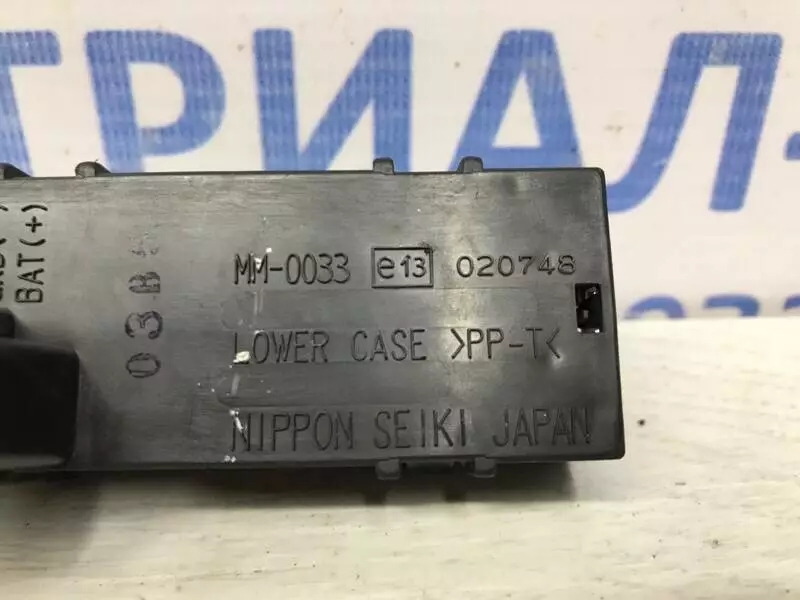 ТРИАЛ-
BAT(+)
03B
MM-0033 e13 020748
LOWER CASE >PP-T<
NIPPON SEIKI JAPAN